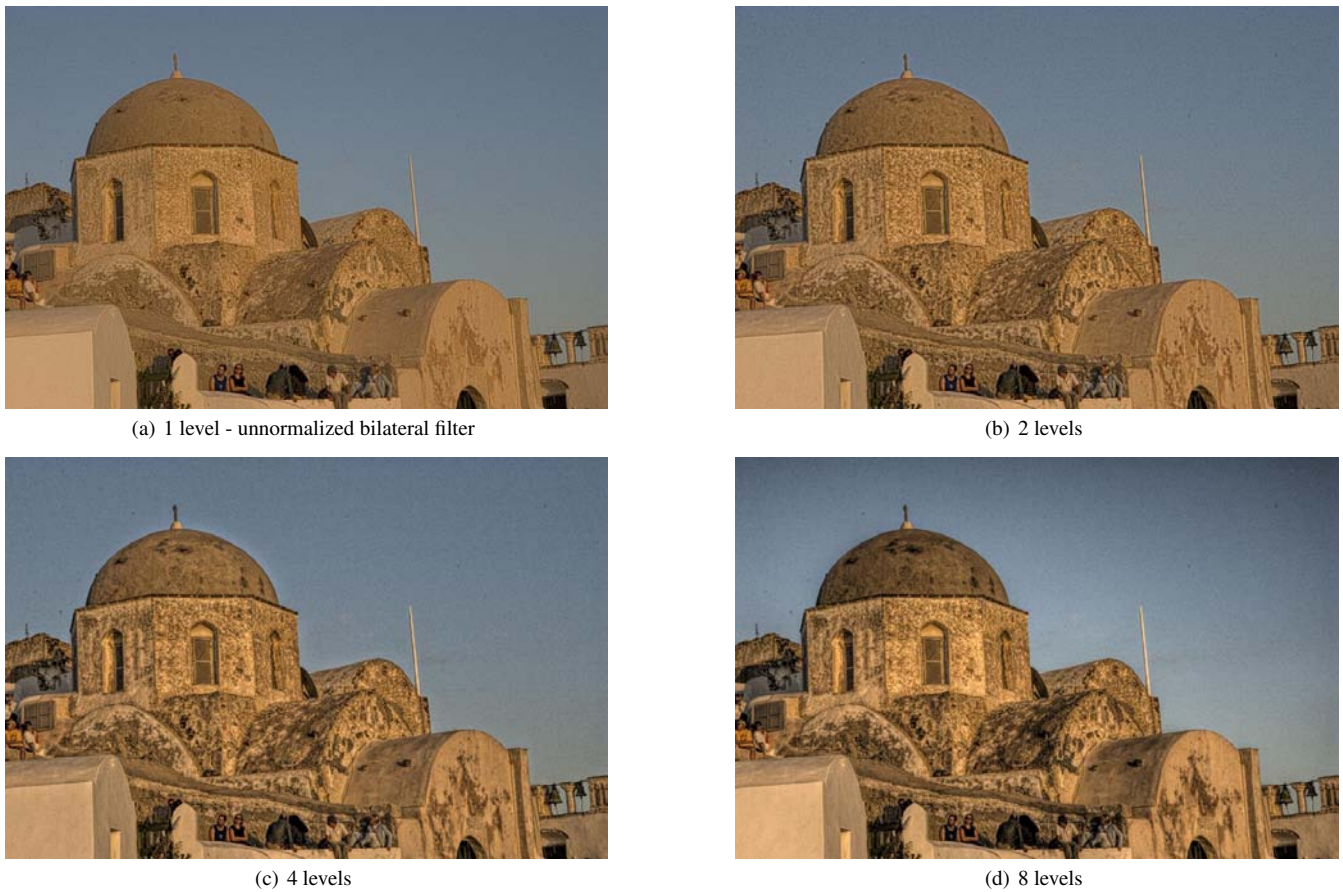 (a) 1 level - unnormalized bilateral filter
(b) 2 levels
(c) 4 levels
(d) 8 levels